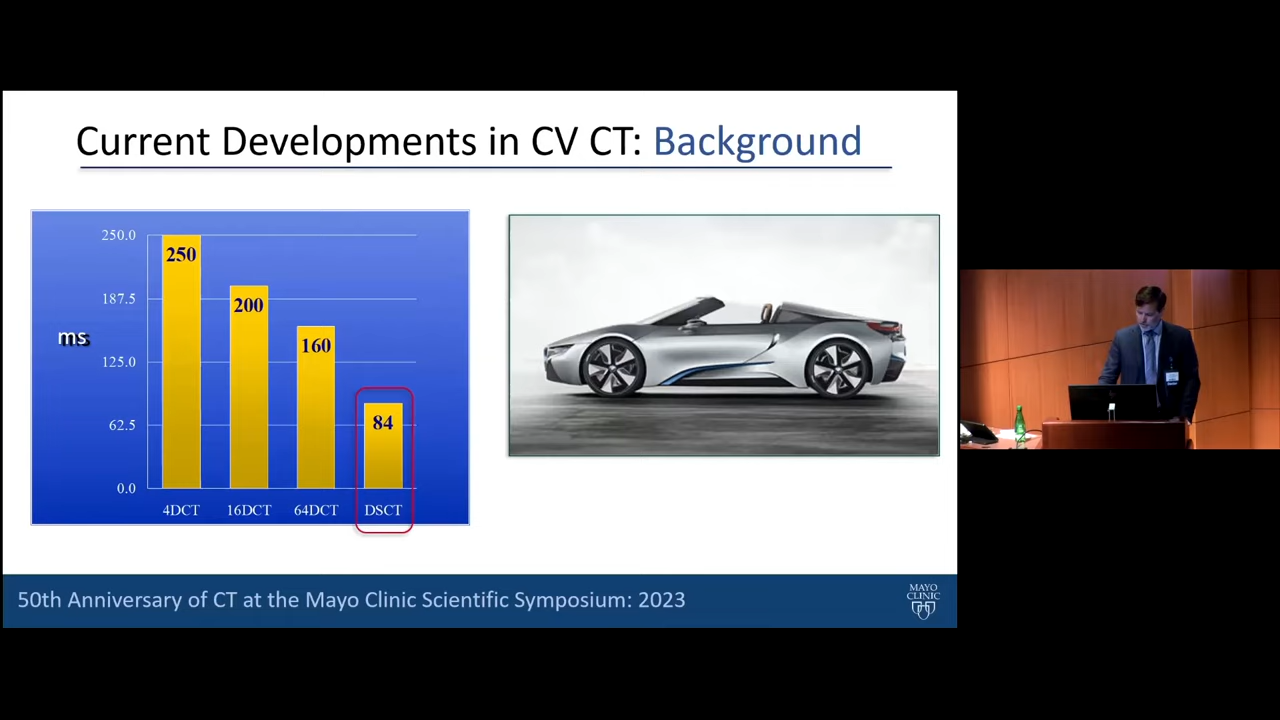 Current Developments in CV CT: Background
ms
250.0
187.5
125.0
62.5
0.0
250
200
160
84
4DCT 16DCT 64DCT DSCT
50th Anniversary of CT at the Mayo Clinic Scientific Symposium: 2023
MAYO
CLINIC